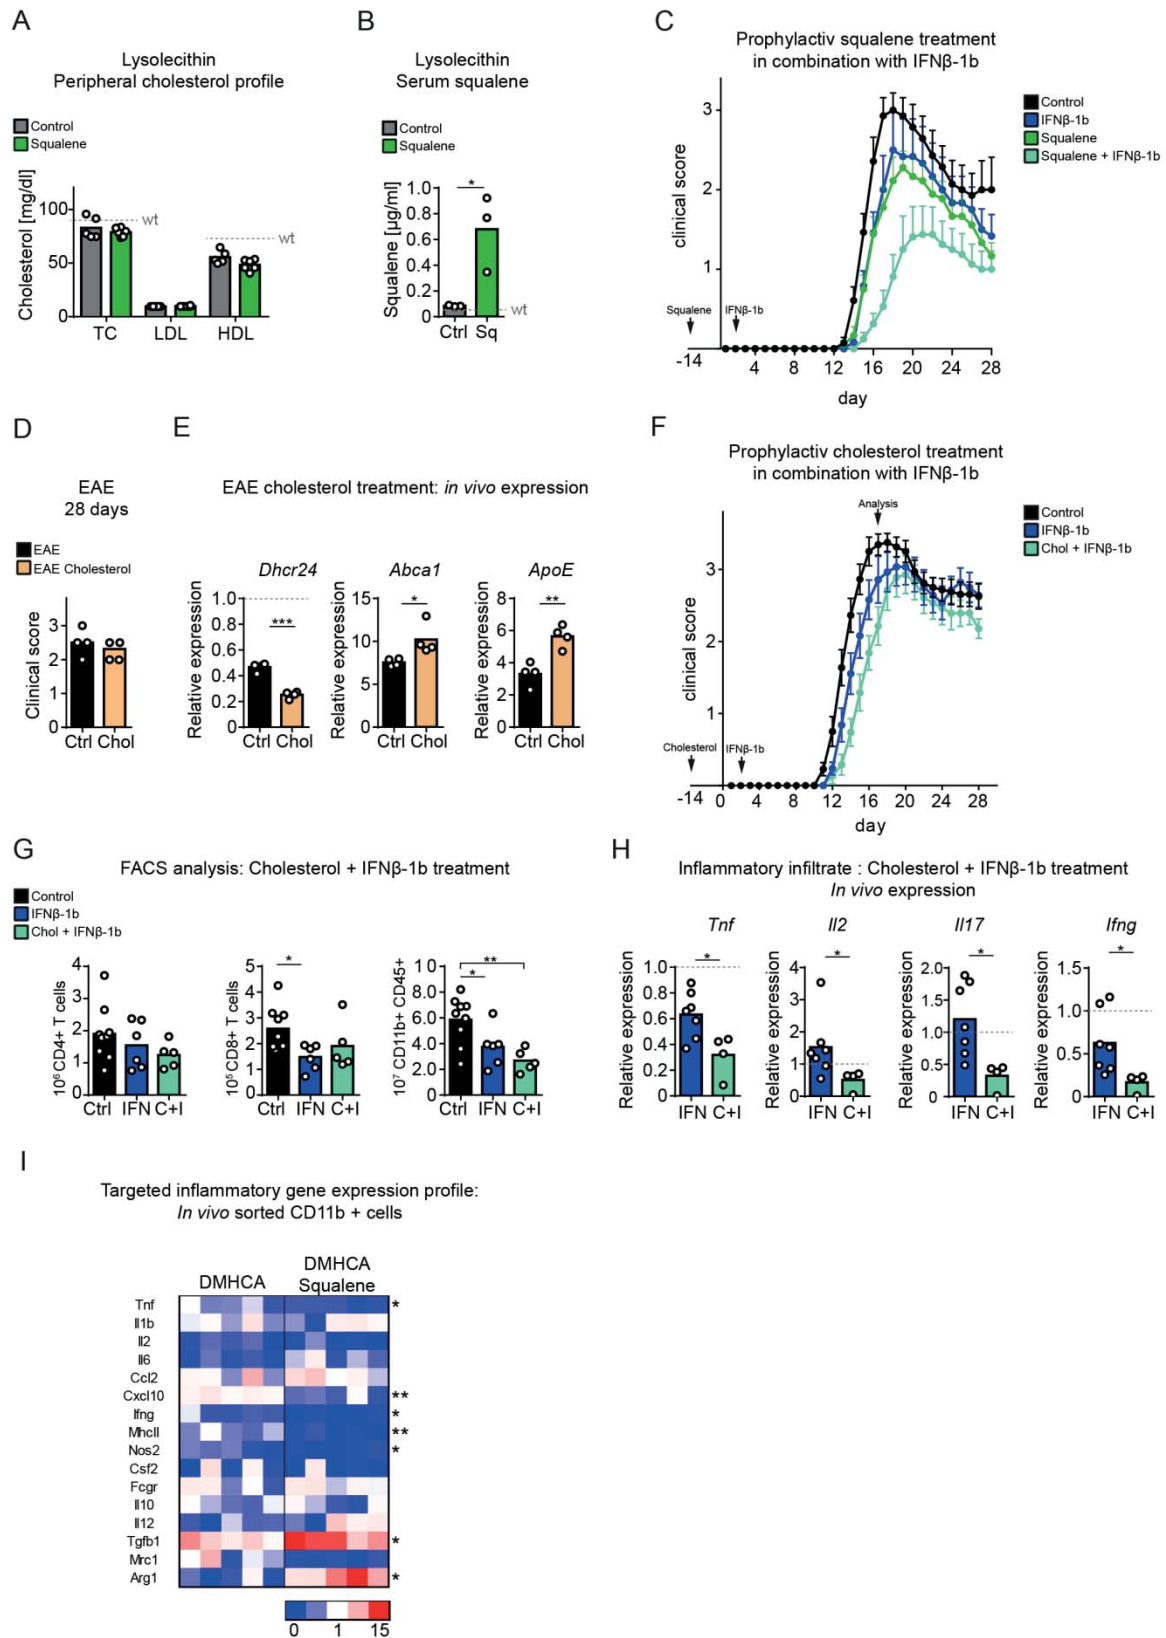 A
Lysolecithin
Peripheral cholesterol profile
Control
Squalene
Cholesterol [mg/dl]
100
50
0
wt
wt
TC LDL HDL
B
Lysolecithin
Serum squalene
Control
Squalene
Squalene [µg/ml]
1.0
0.8
0.6
0.4
0.2
0
*
wt
Ctrl Sq
C
Prophylactiv squalene treatment
in combination with IFNβ-1b
Control
IFNβ-1b
Squalene
Squalene + IFNβ-1b
clinical score
3
2
1
Squalene
IFNβ-1b
-14
4 8 12 16 20 24 28
day
D
EAE
28 days
EAE
EAE Cholesterol
Clinical score
3
2
1
0
Ctrl Chol
E
EAE cholesterol treatment: in vivo expression
Dhcr24
Relative expression
1.0
0.8
0.6
0.4
0.2
0
***
Ctrl Chol
Abca1
Relative expression
15
10
5
0
*
Ctrl Chol
ApoE
Relative expression
8
6
4
2
0
**
Ctrl Chol
F
Prophylactiv cholesterol treatment
in combination with IFNβ-1b
Analysis
Control
IFNβ-1b
Chol + IFNβ-1b
clinical score
3
2
1
Cholesterol
IFNβ-1b
-14
0 4 8 12 16 20 24 28
day
G
FACS analysis: Cholesterol + IFNβ-1b treatment
Control
IFNβ-1b
Chol + IFNβ-1b
10⁶ CD4+ T cells
4
3
2
1
0
Ctrl IFN C+I
10⁵ CD8+ T cells
5
4
3
2
1
0
*
Ctrl IFN C+I
10⁷ CD11b+ CD45+
10
8.0
6.0
4.0
2.0
0
**
*
Ctrl IFN C+I
H
Inflammatory infiltrate : Cholesterol + IFNβ-1b treatment
In vivo expression
Tnf
Relative expression
1.0
0.8
0.6
0.4
0.2
0
*
IFN C+I
Il2
Relative expression
4
3
2
1
0
*
IFN C+I
Il17
Relative expression
2.0
1.5
1.0
0.5
0
*
IFN C+I
Ifng
Relative expression
1.5
1.0
0.5
0
*
IFN C+I
I
Targeted inflammatory gene expression profile:
In vivo sorted CD11b + cells
DMHCA
DMHCA
Squalene
Tnf *
Il1b
Il2
Il6
Ccl2
Cxcl10 **
Ifng *
MhcII **
Nos2 *
Csf2
Fcgr
Il10
Il12
Tgfb1 *
Mrc1
Arg1 *
0 1 15